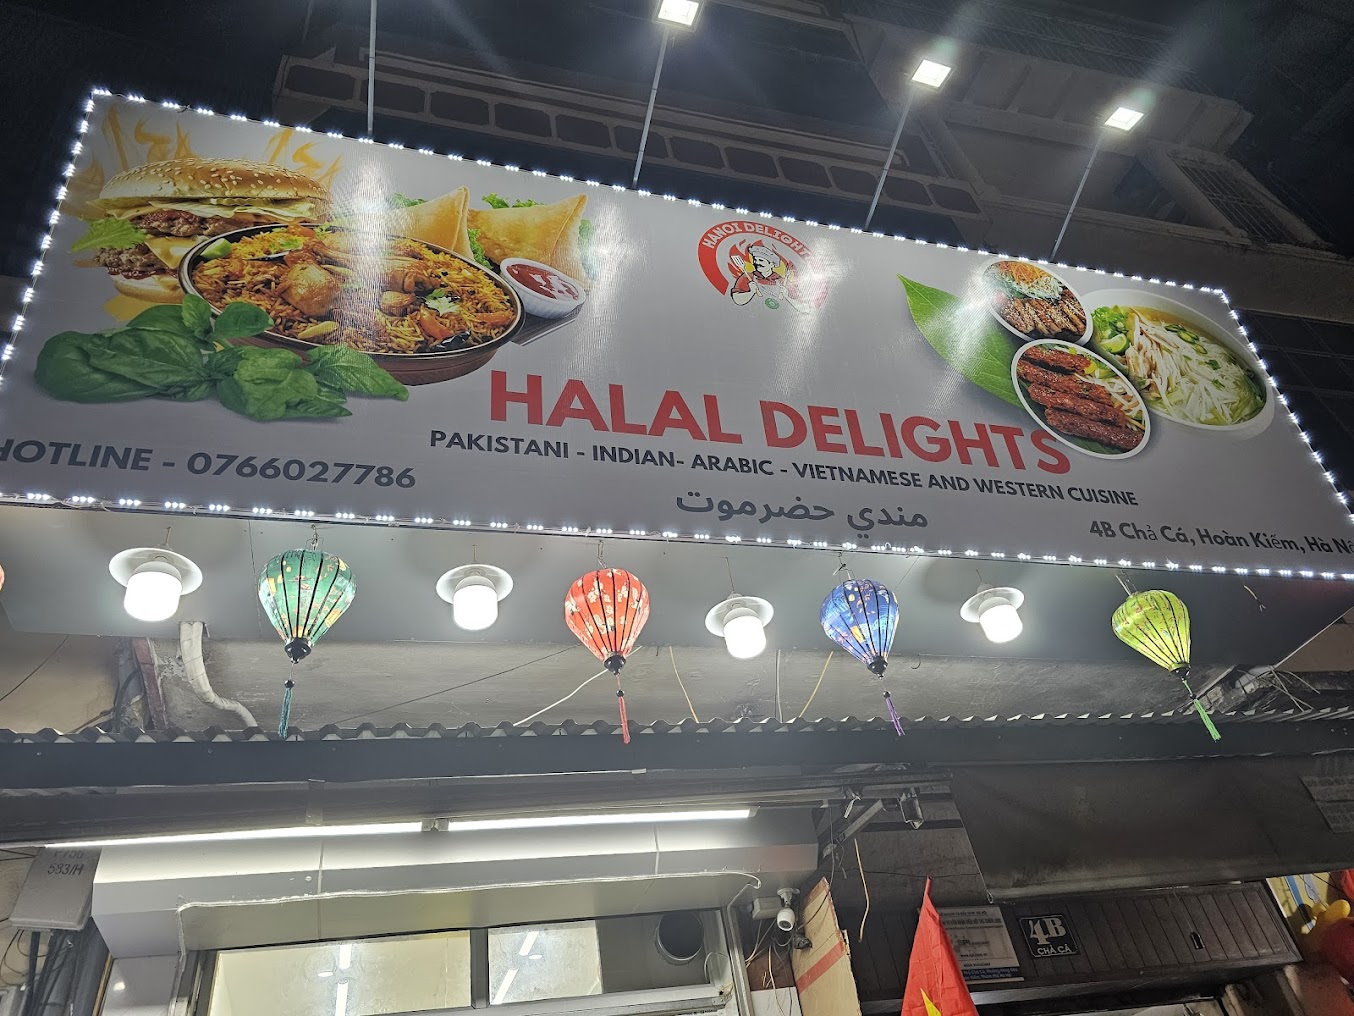 HANOI DELIGHT
HALAL DELIGHTS
PAKISTANI - INDIAN- ARABIC - VIETNAMESE AND WESTERN CUISINE
HOTLINE - 0766027786
مندي حضرموت
4B Chả Cá, Hoàn Kiếm, Hà Nộ
583/H
4B
CHẢ CÁ